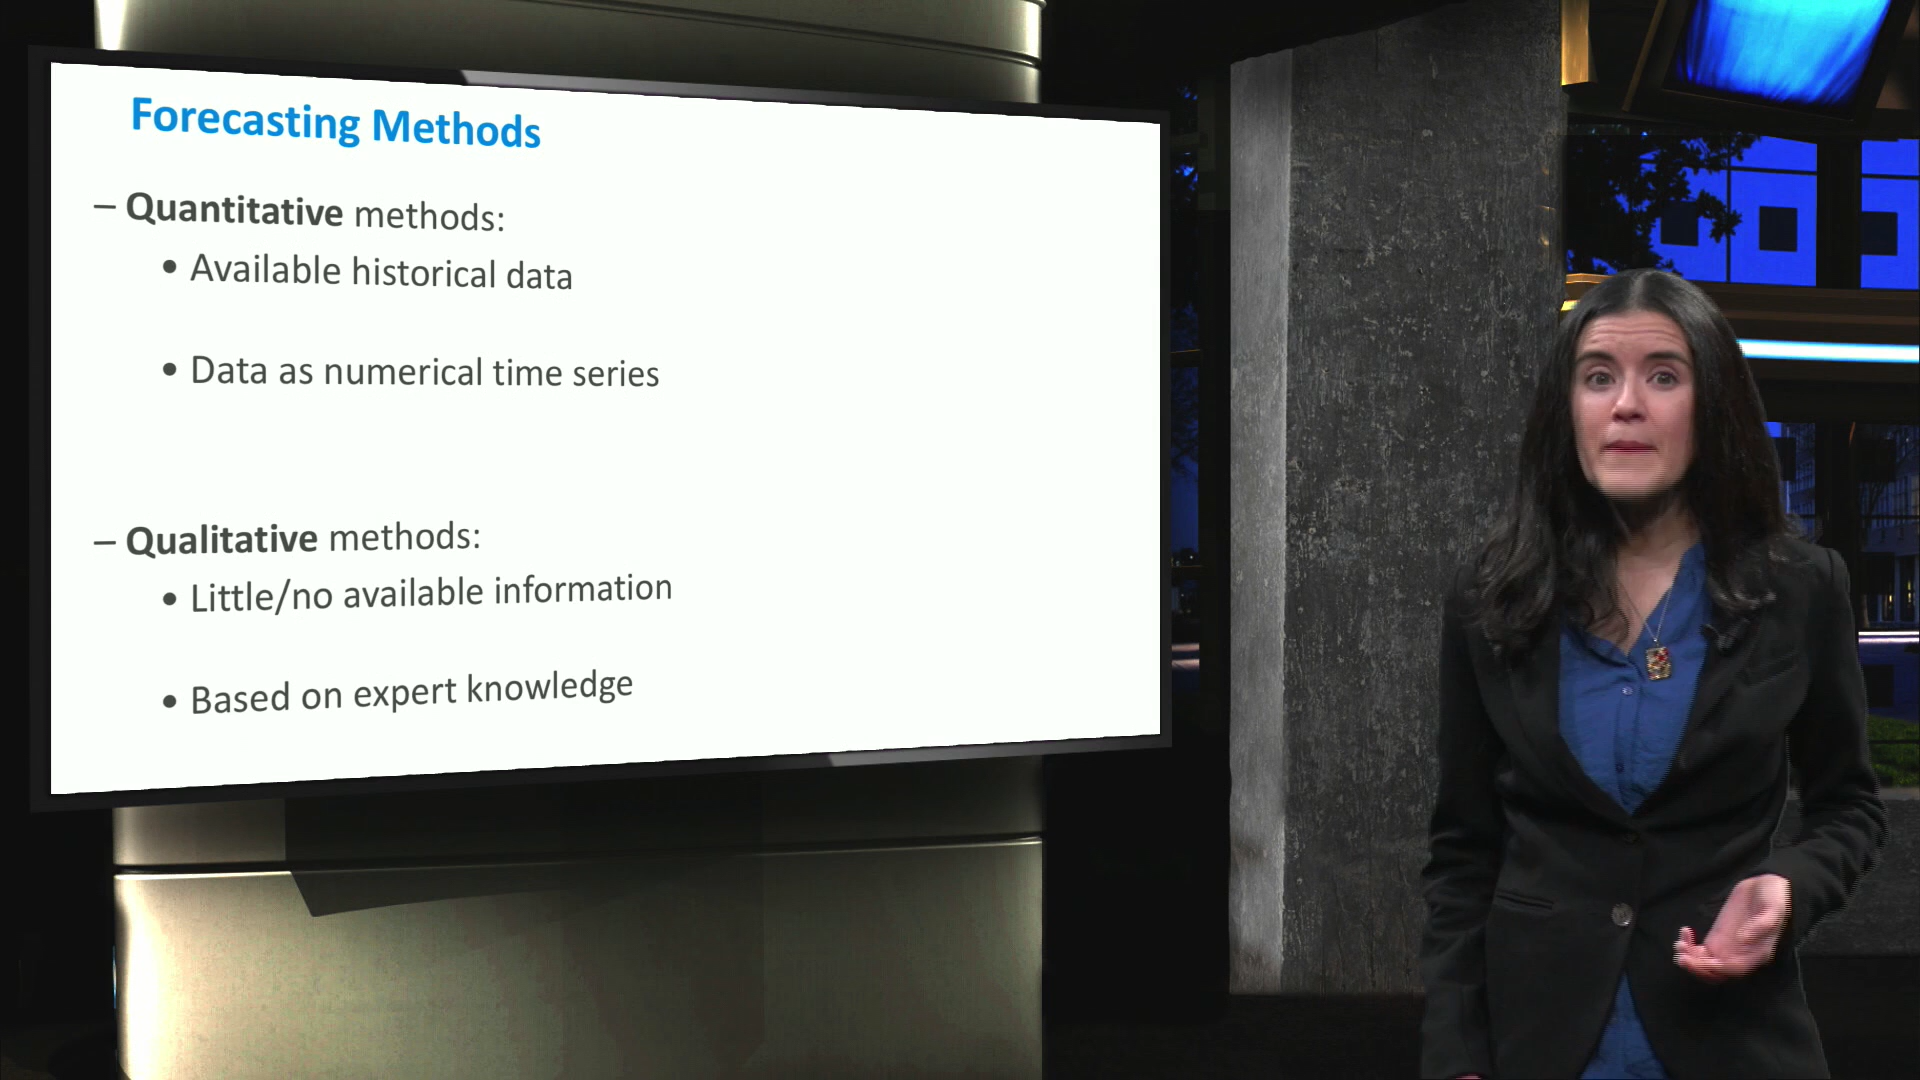 Forecasting Methods
– Quantitative methods:
• Available historical data
• Data as numerical time series
– Qualitative methods:
• Little/no available information
• Based on expert knowledge